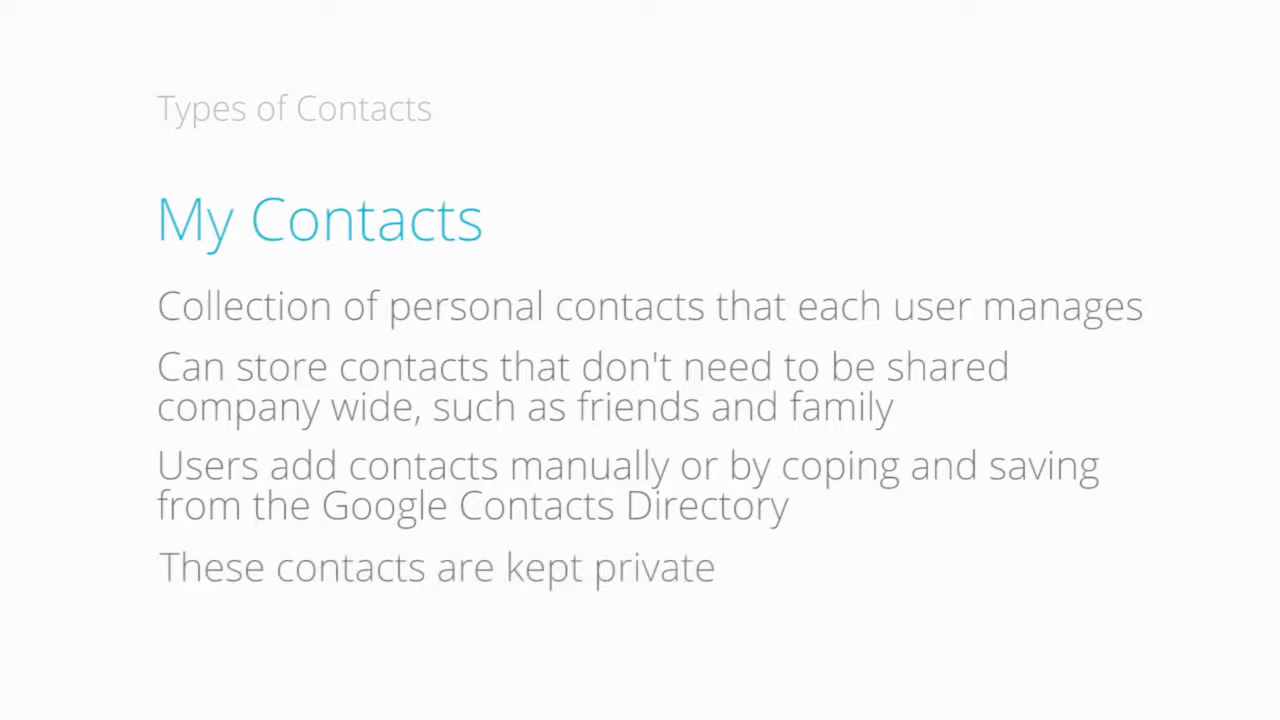 Types of Contacts
My Contacts
Collection of personal contacts that each user manages
Can store contacts that don't need to be shared
company wide, such as friends and family
Users add contacts manually or by coping and saving
from the Google Contacts Directory
These contacts are kept private